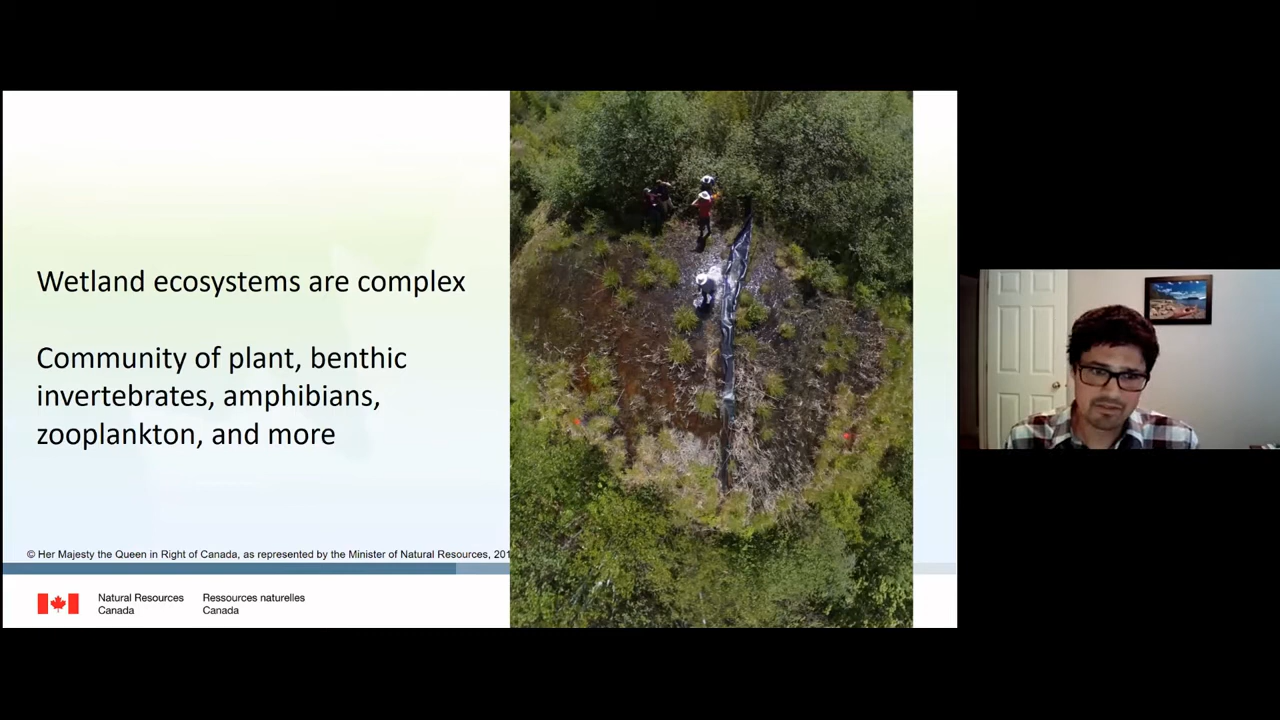 Wetland ecosystems are complex
Community of plant, benthic
invertebrates, amphibians,
zooplankton, and more
© Her Majesty the Queen in Right of Canada, as represented by the Minister of Natural Resources,
Natural Resources
Canada
Ressources naturelles
Canada